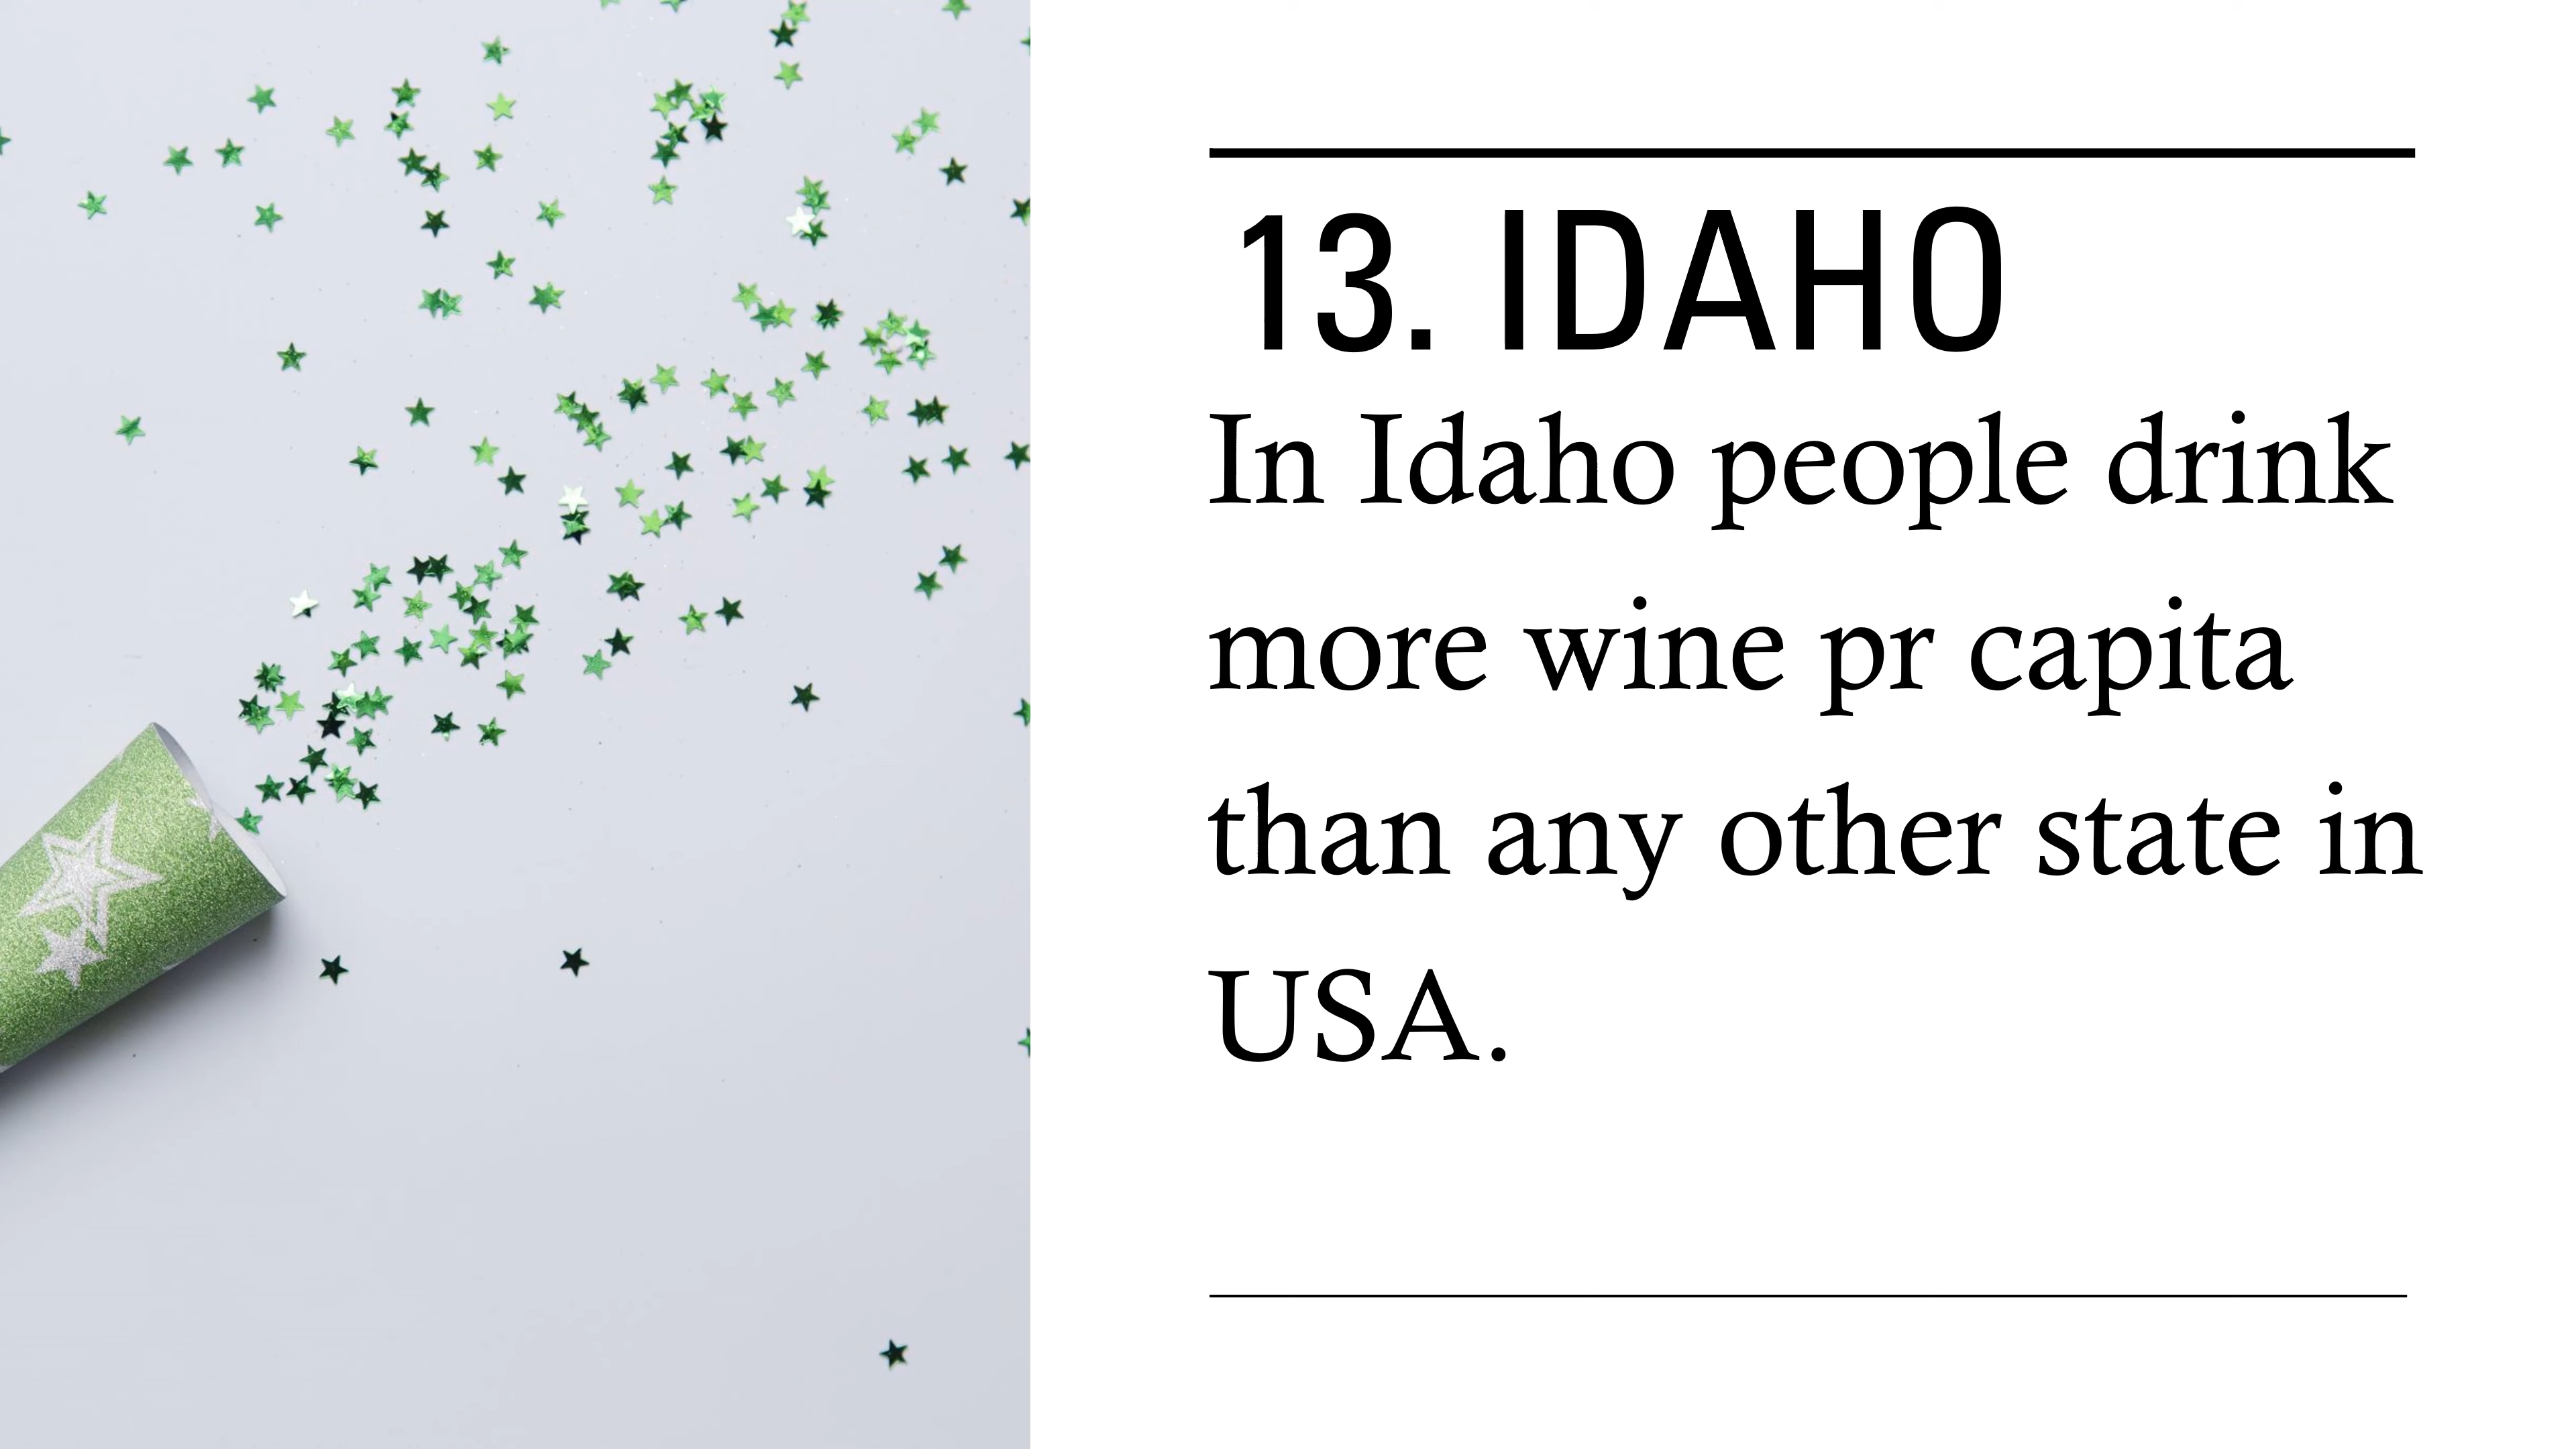 13. IDAHO
In Idaho people drink
more wine pr capita
than any other state in
USA.